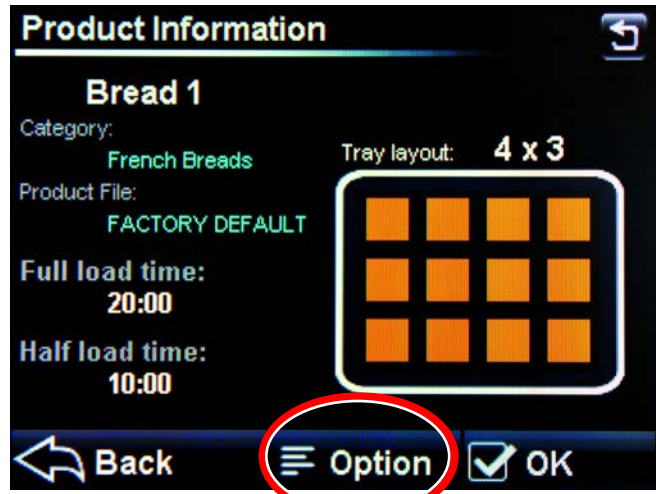 Product Information
Bread 1
Category:
French Breads
Product File:
FACTORY DEFAULT
Full load time:
20:00
Half load time:
10:00
Tray layout: 4 x 3
Back
Option
OK